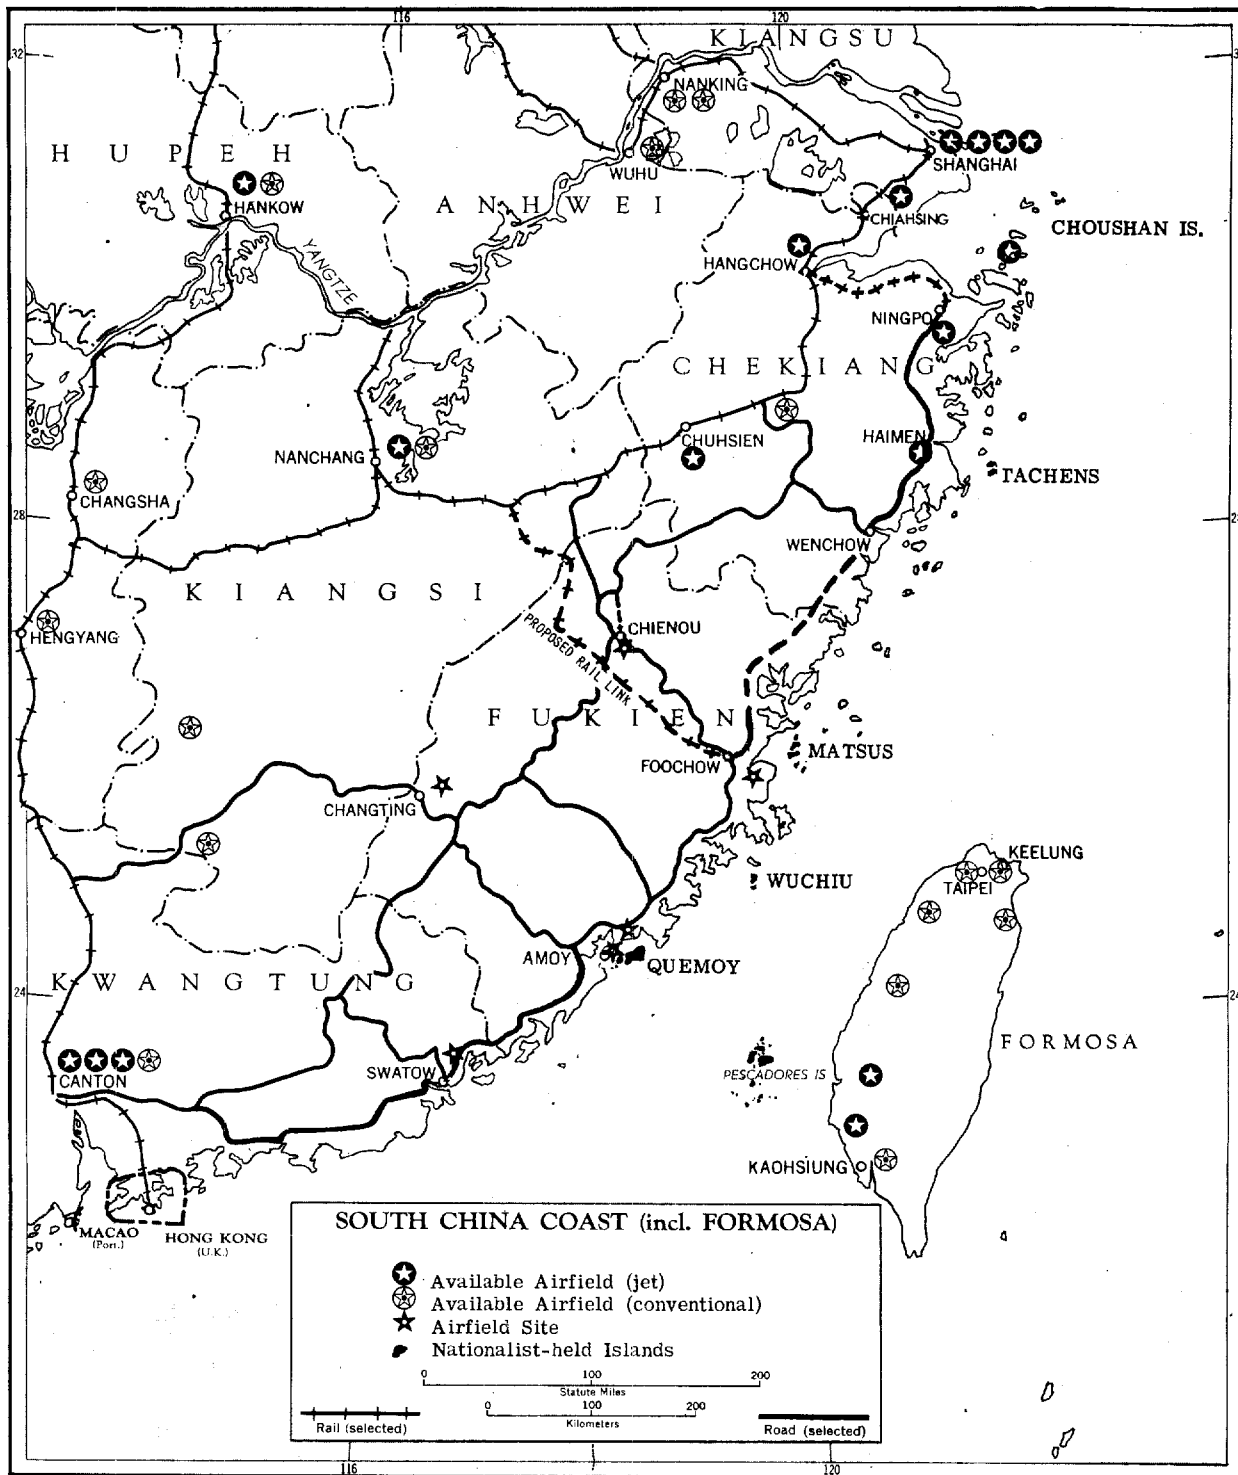 116
120
32
3
KIANGSU
NANKING
SHANGHAI
HUPEH
WUHU
HANKOW
ANHWEI
CHIAHSING
CHOUSHAN IS.
YANGTZE
HANGCHOW
NINGPO
CHEKIANG
CHUHSIEN
HAIMEN
NANCHANG
TACHENS
CHANGSHA
28
2
WENCHOW
KIANGSI
HENGYANG
CHIENOU
PROPOSED RAIL LINK
FUKIEN
MATSUS
FOOCHOW
CHANGTING
KEELUNG
TAIPEI
WUCHIU
AMOY
QUEMOY
KWANGTUNG
24
24
FORMOSA
PESCADORES IS
CANTON
SWATOW
KAOHSIUNG
MACAO
(Port.)
HONG KONG
(U.K.)
SOUTH CHINA COAST (incl. FORMOSA)
Available Airfield (jet)
Available Airfield (conventional)
Airfield Site
Nationalist-held Islands
0 100 200
Statute Miles
0 100 200
Kilometers
Rail (selected)
Road (selected)
116
120